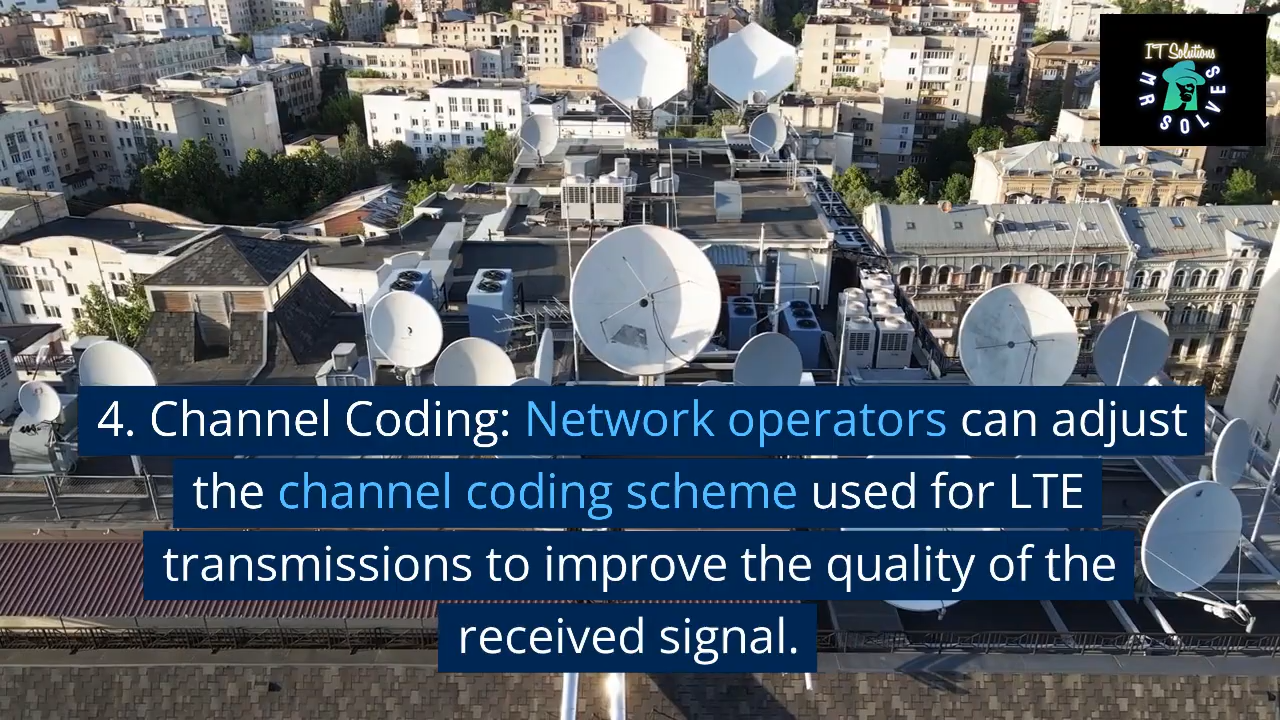 IT Solutions
MR SOLVES
4. Channel Coding: Network operators can adjust
the channel coding scheme used for LTE
transmissions to improve the quality of the
received signal.